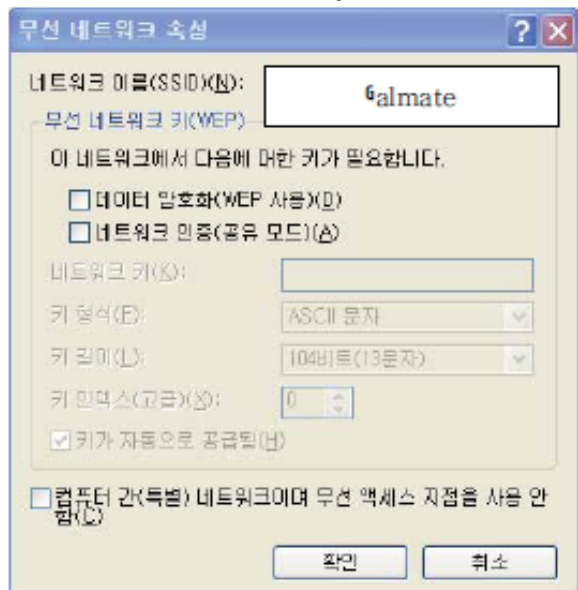 무선 네트워크 속성
네트워크 이름(SSID)(N): ⁶almate
무선 네트워크 키(WEP)
이 네트워크에서 다음에 대한 키가 필요합니다.
데이터 암호화(WEP 사용)(D)
네트워크 인증(공유 모드)(A)
네트워크 키(K):
키 형식(F): ASCII 문자
키 길이(L): 104비트(13문자)
키 인덱스(고급)(X): 0
키가 자동으로 공급됨(H)
컴퓨터 간(특별) 네트워크이며 무선 액세스 지점을 사용 안
함(C)
확인 취소